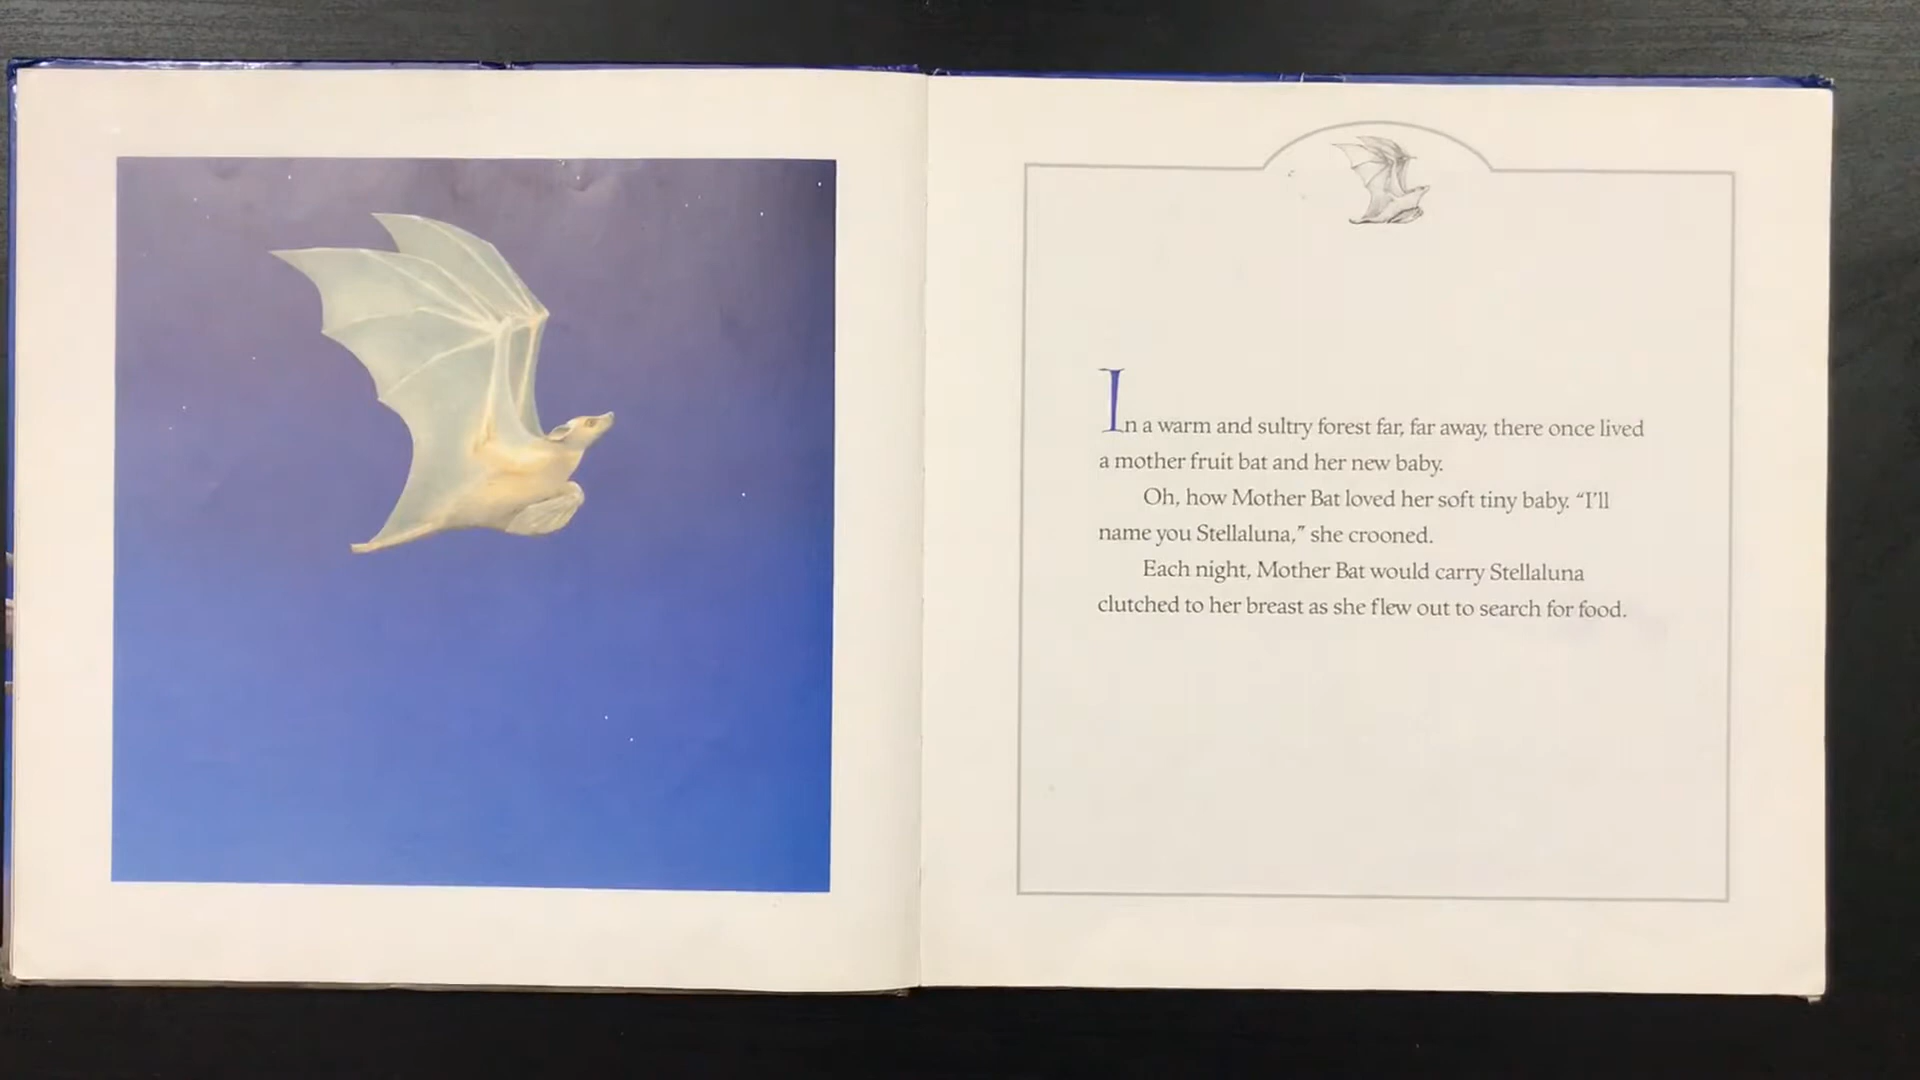 In a warm and sultry forest far, far away, there once lived
a mother fruit bat and her new baby.
Oh, how Mother Bat loved her soft tiny baby. “I’ll
name you Stellaluna,” she crooned.
Each night, Mother Bat would carry Stellaluna
clutched to her breast as she flew out to search for food.